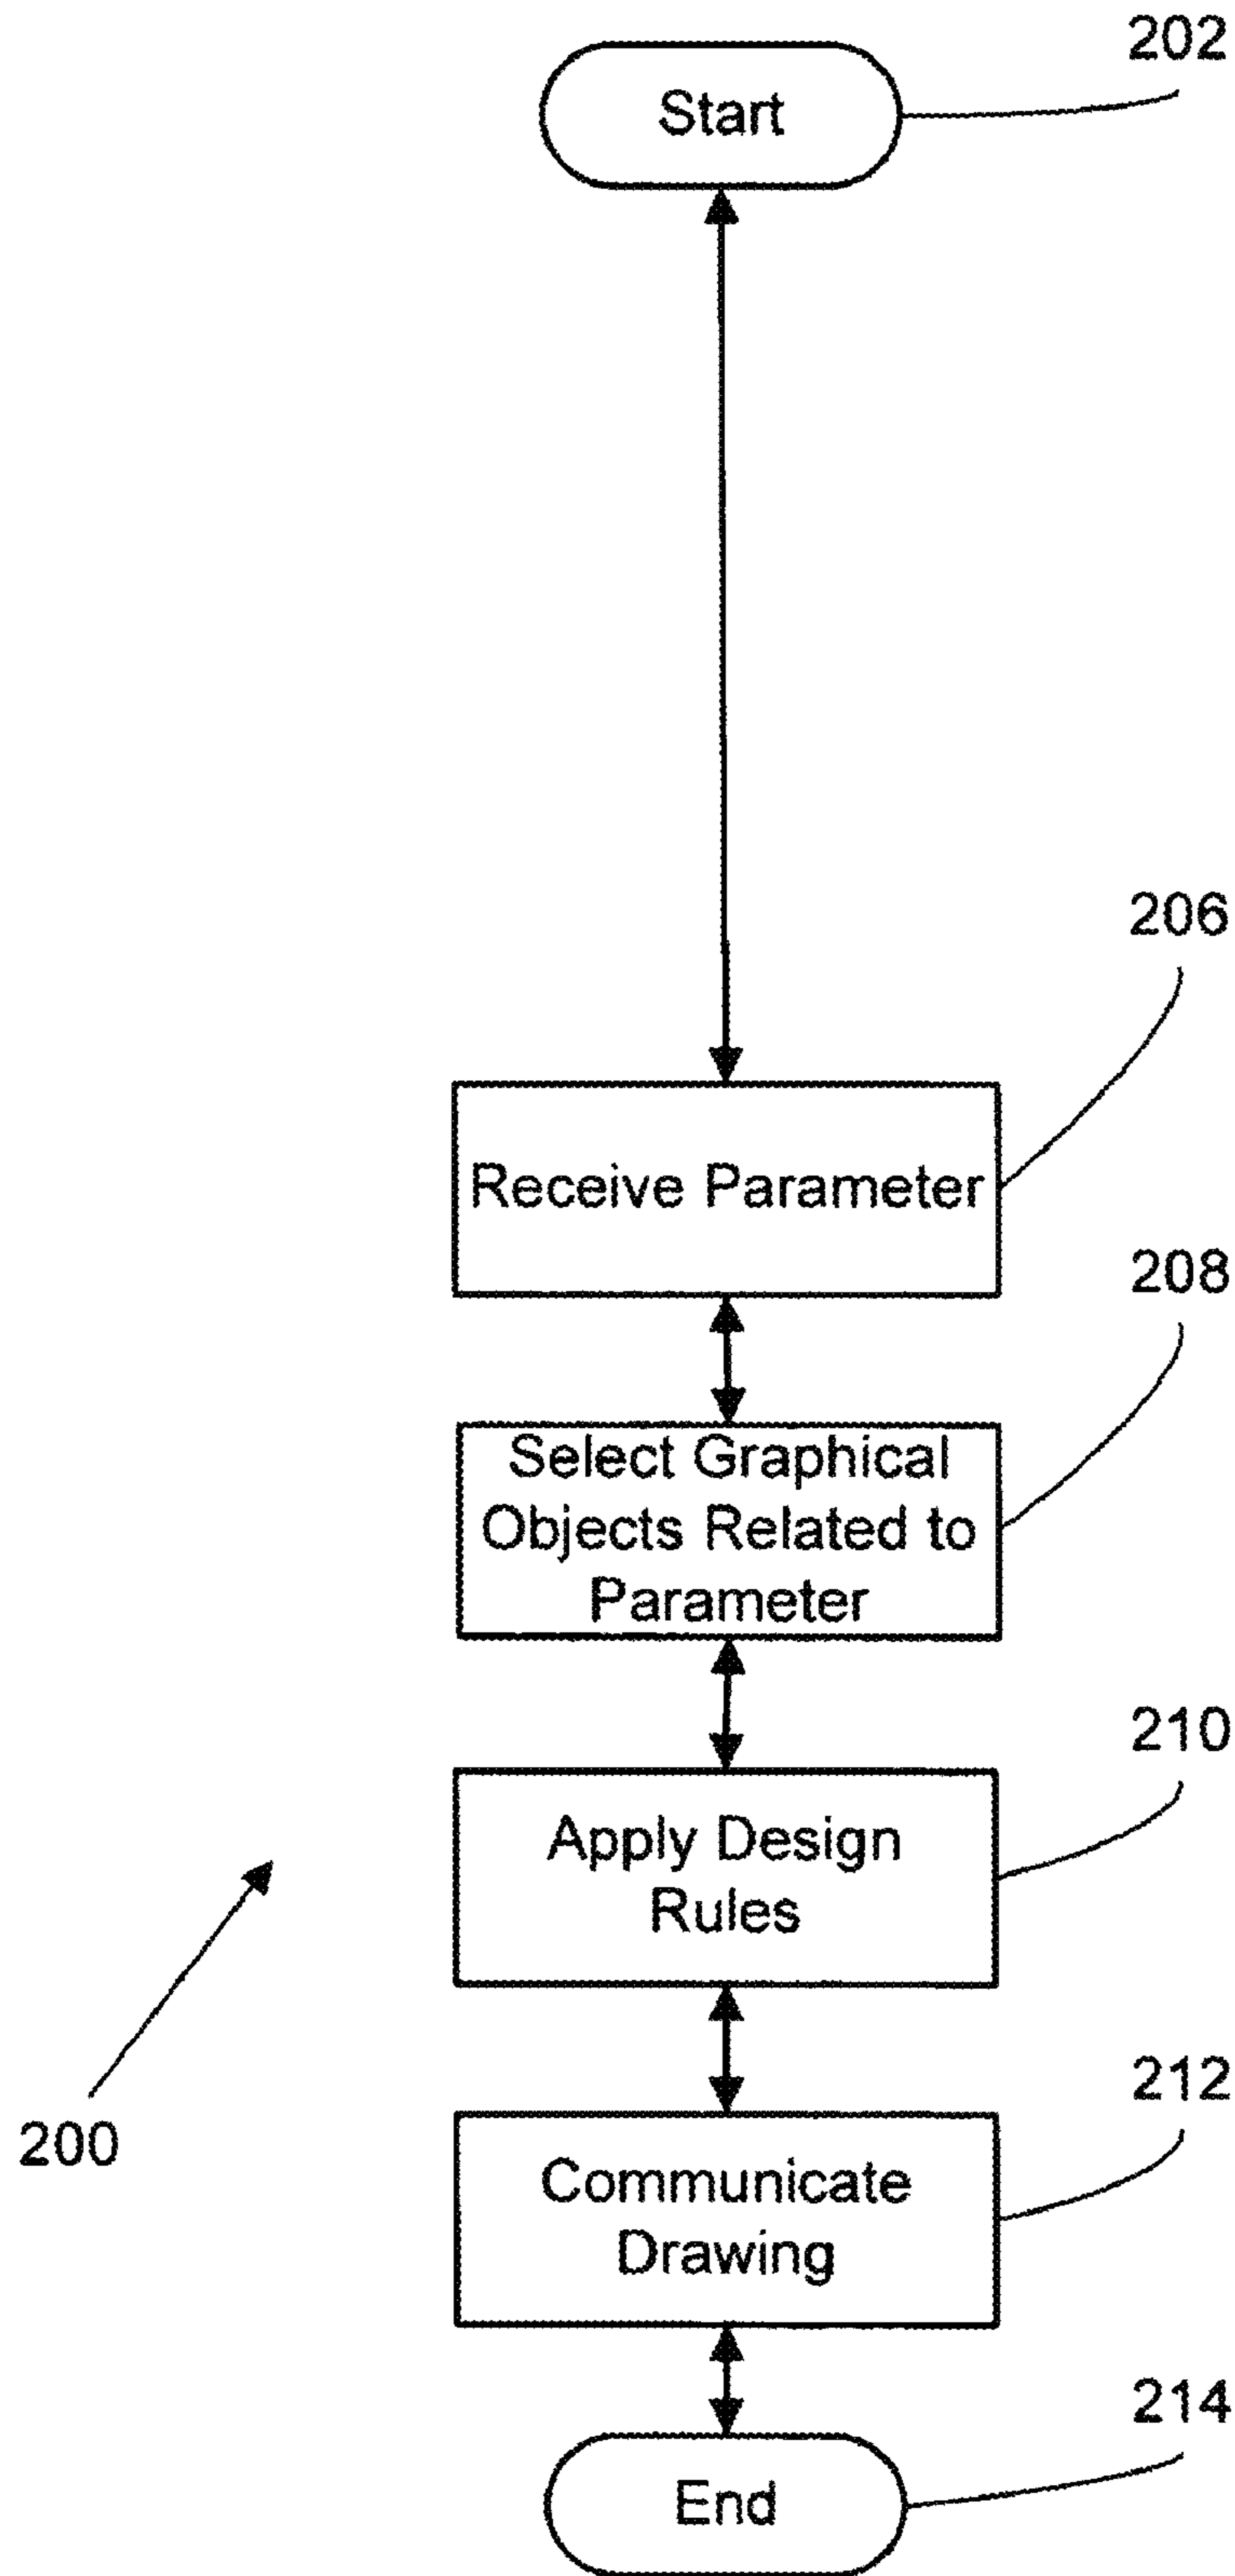 202
Start
206
Receive Parameter
208
Select Graphical
Objects Related to
Parameter
210
Apply Design
Rules
200
212
Communicate
Drawing
214
End